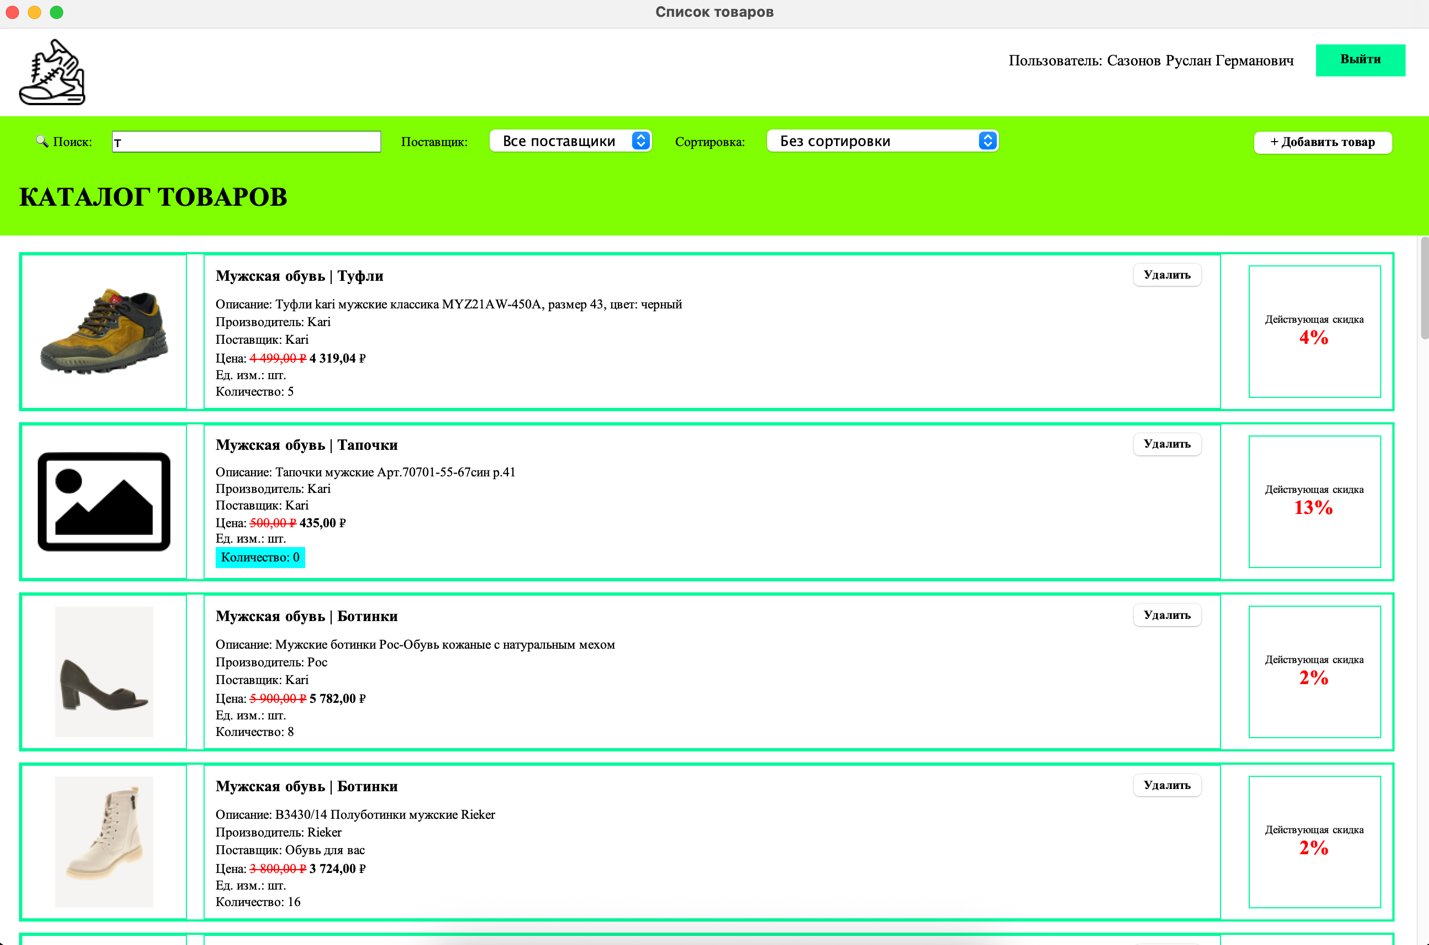 Список товаров
Пользователь: Сазонов Руслан Германович
Выйти
Поиск: т Поставщик: Все поставщики Сортировка: Без сортировки + Добавить товар
КАТАЛОГ ТОВАРОВ
Мужская обувь | Туфли
Удалить
Описание: Туфли kari мужские классика MYZ21AW-450A, размер 43, цвет: черный
Производитель: Kari
Поставщик: Kari
Цена: 4 499,00 ₽ 4 319,04 ₽
Ед. изм.: шт.
Количество: 5
Действующая скидка
4%
Мужская обувь | Тапочки
Удалить
Описание: Тапочки мужские Арт.70701-55-67син р.41
Производитель: Kari
Поставщик: Kari
Цена: 500,00 ₽ 435,00 ₽
Ед. изм.: шт.
Количество: 0
Действующая скидка
13%
Мужская обувь | Ботинки
Удалить
Описание: Мужские ботинки Рос-Обувь кожаные с натуральным мехом
Производитель: Рос
Поставщик: Kari
Цена: 5 900,00 ₽ 5 782,00 ₽
Ед. изм.: шт.
Количество: 8
Действующая скидка
2%
Мужская обувь | Ботинки
Удалить
Описание: B3430/14 Полуботинки мужские Rieker
Производитель: Rieker
Поставщик: Обувь для вас
Цена: 3 800,00 ₽ 3 724,00 ₽
Ед. изм.: шт.
Количество: 16
Действующая скидка
2%